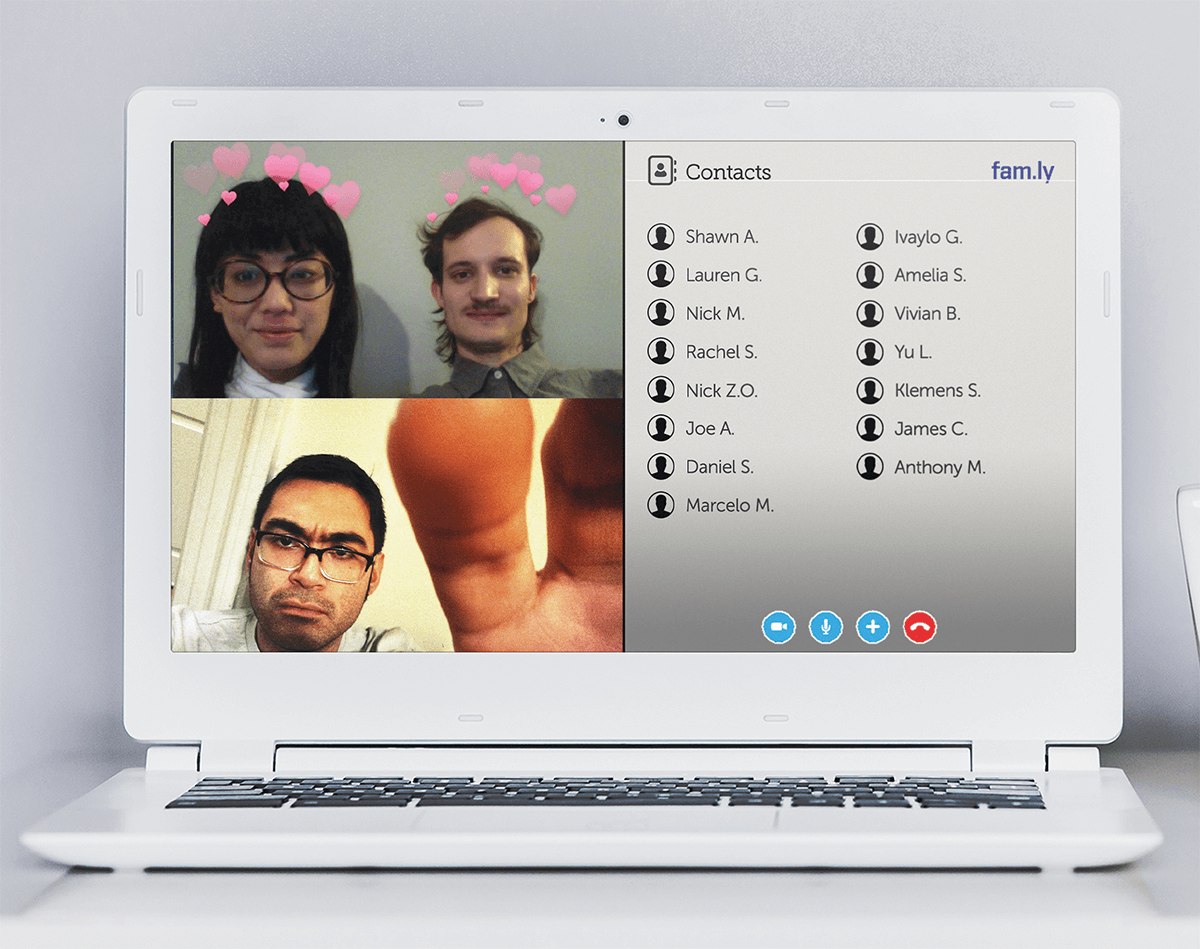 Contacts
fam.ly
Shawn A.
Lauren G.
Nick M.
Rachel S.
Nick Z.O.
Joe A.
Daniel S.
Marcelo M.
Ivaylo G.
Amelia S.
Vivian B.
Yu L.
Klemens S.
James C.
Anthony M.